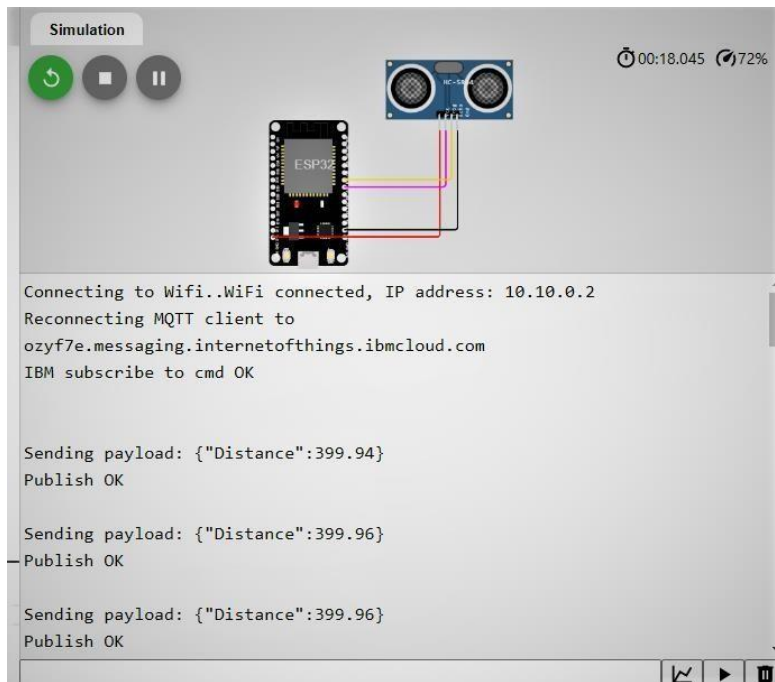 Simulation
00:18.045 72%
HC-SR04
ESP32
Connecting to Wifi..WiFi connected, IP address: 10.10.0.2
Reconnecting MQTT client to
ozyf7e.messaging.internetofthings.ibmcloud.com
IBM subscribe to cmd OK
Sending payload: {"Distance":399.94}
Publish OK
Sending payload: {"Distance":399.96}
Publish OK
Sending payload: {"Distance":399.96}
Publish OK